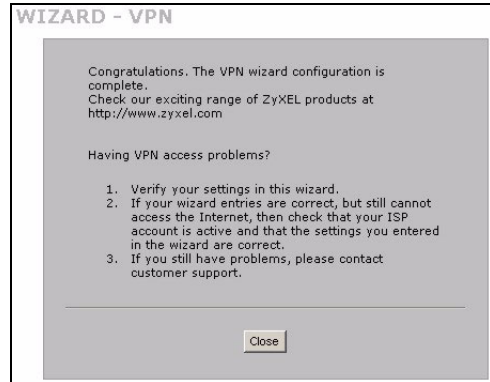 WIZARD - VPN
Congratulations. The VPN wizard configuration is
complete.
Check our exciting range of ZyXEL products at
http://www.zyxel.com
Having VPN access problems?
1. Verify your settings in this wizard.
2. If your wizard entries are correct, but still cannot
access the Internet, then check that your ISP
account is active and that the settings you entered
in the wizard are correct.
3. If you still have problems, please contact
customer support.
Close